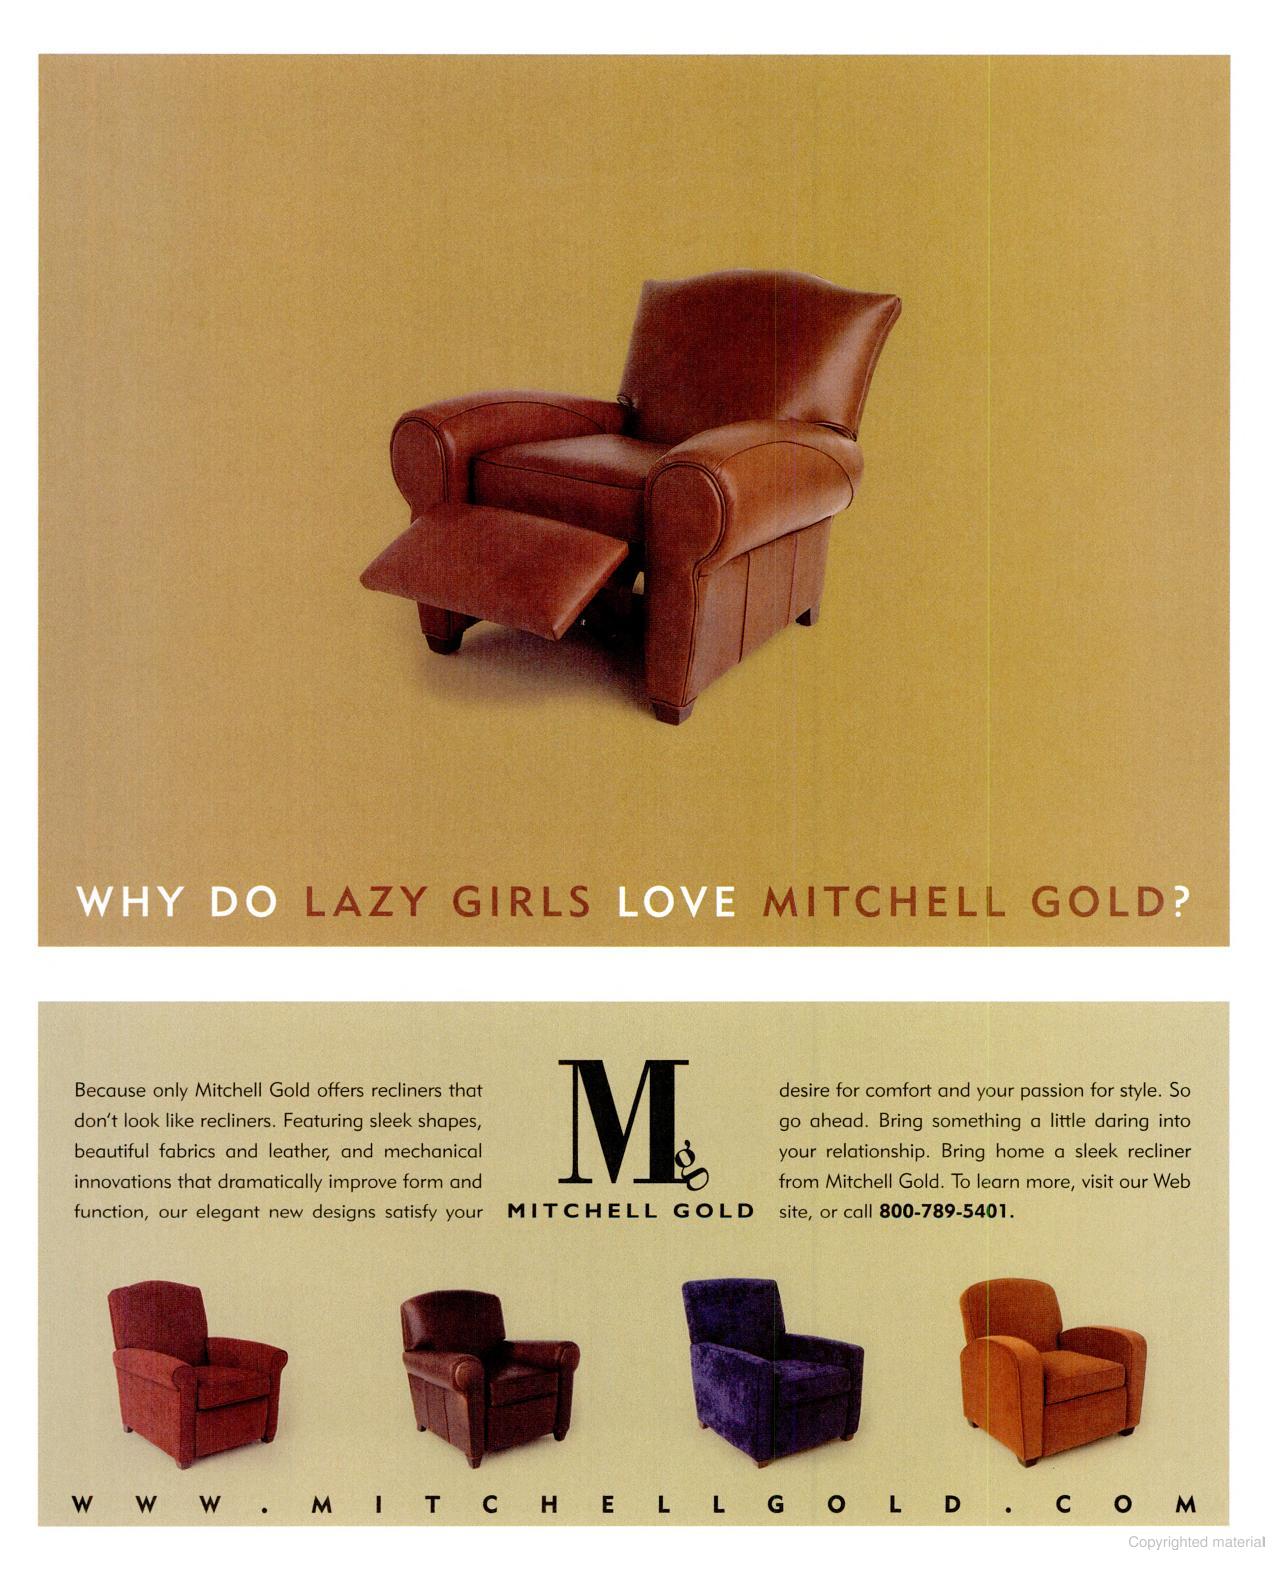 WHY DO LAZY GIRLS LOVE MITCHELL GOLD?
Because only Mitchell Gold offers recliners that
don't look like recliners. Featuring sleek shapes,
beautiful fabrics and leather, and mechanical
innovations that dramatically improve form and
function, our elegant new designs satisfy your
Mg
MITCHELL GOLD
desire for comfort and your passion for style. So
go ahead. Bring something a little daring into
your relationship. Bring home a sleek recliner
from Mitchell Gold. To learn more, visit our Web
site, or call 800-789-5401.
WWW.MITCHELLGOLD.COM
Copyrighted material